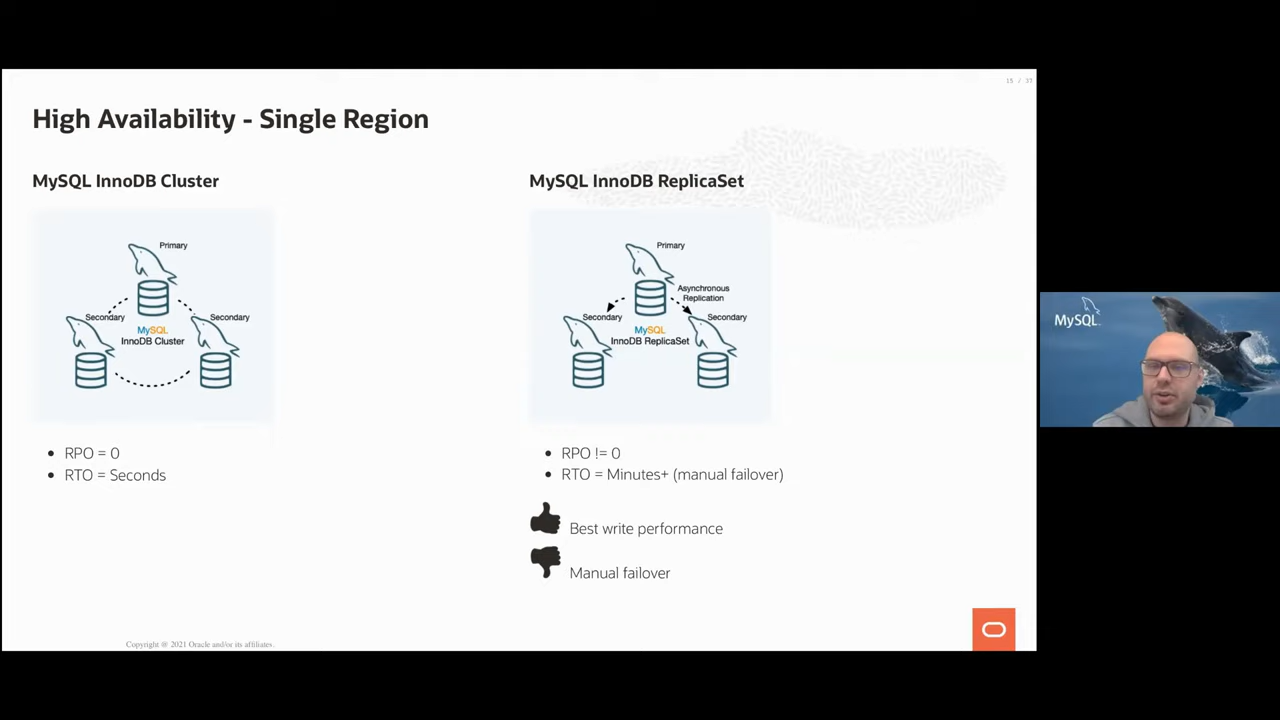 15 / 37
High Availability - Single Region
MySQL InnoDB Cluster
Primary
Secondary
Secondary
MySQL
InnoDB Cluster
RPO = 0
RTO = Seconds
MySQL InnoDB ReplicaSet
Primary
Asynchronous
Replication
Secondary
Secondary
MySQL
InnoDB ReplicaSet
RPO != 0
RTO = Minutes+ (manual failover)
Best write performance
Manual failover
Copyright @ 2021 Oracle and/or its affiliates.
MySQL